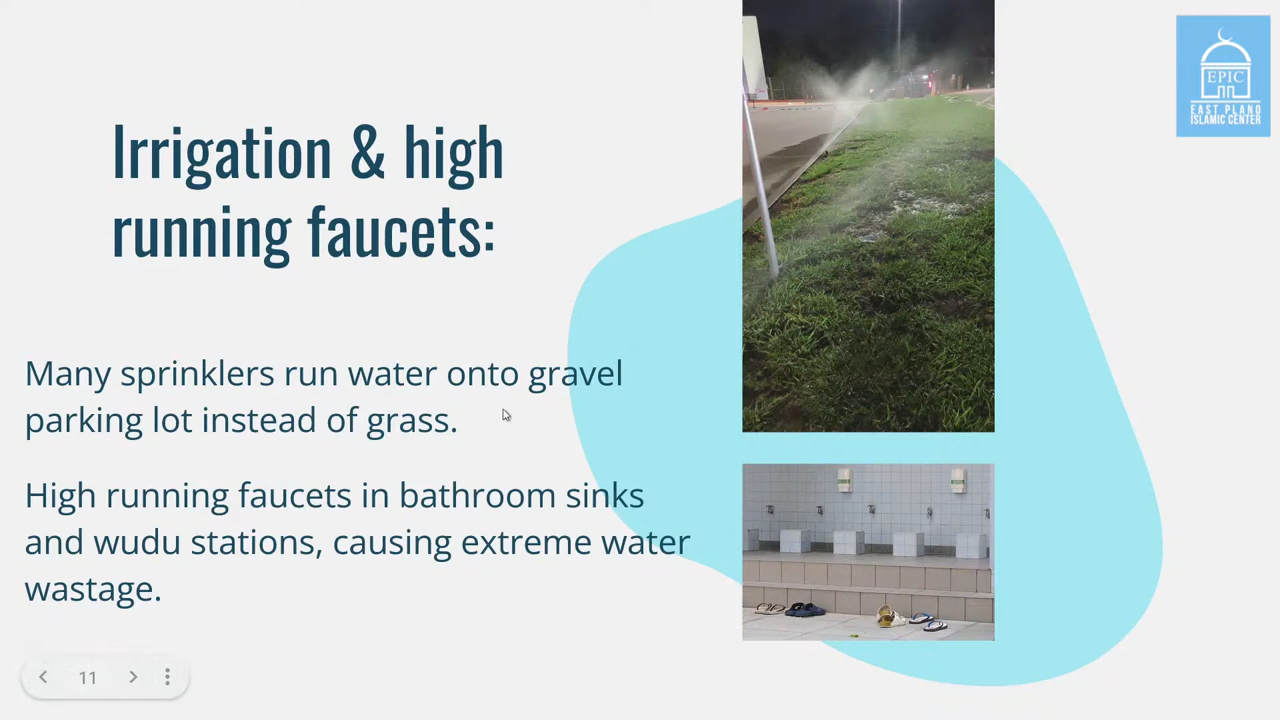 Irrigation & high
running faucets:
Many sprinklers run water onto gravel
parking lot instead of grass.
High running faucets in bathroom sinks
and wudu stations, causing extreme water
wastage.
EPIC
EAST PLANO
ISLAMIC CENTER
11